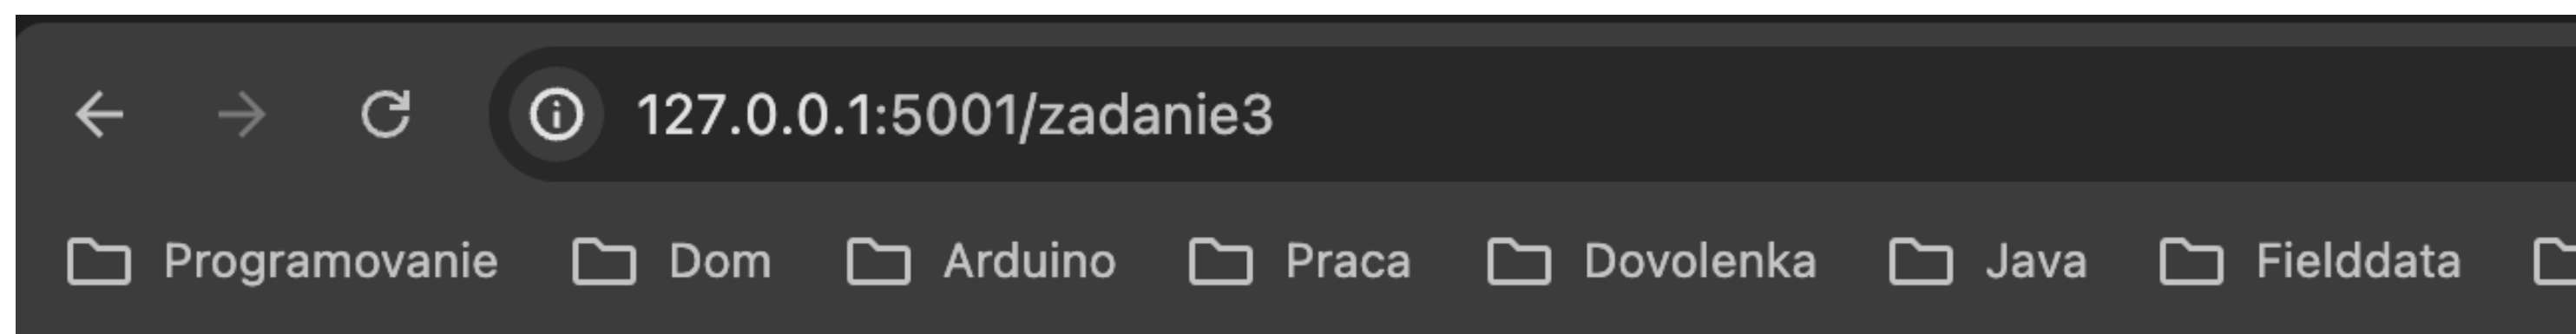 127.0.0.1:5001/zadanie3
Programovanie Dom Arduino Praca Dovolenka Java Fielddata